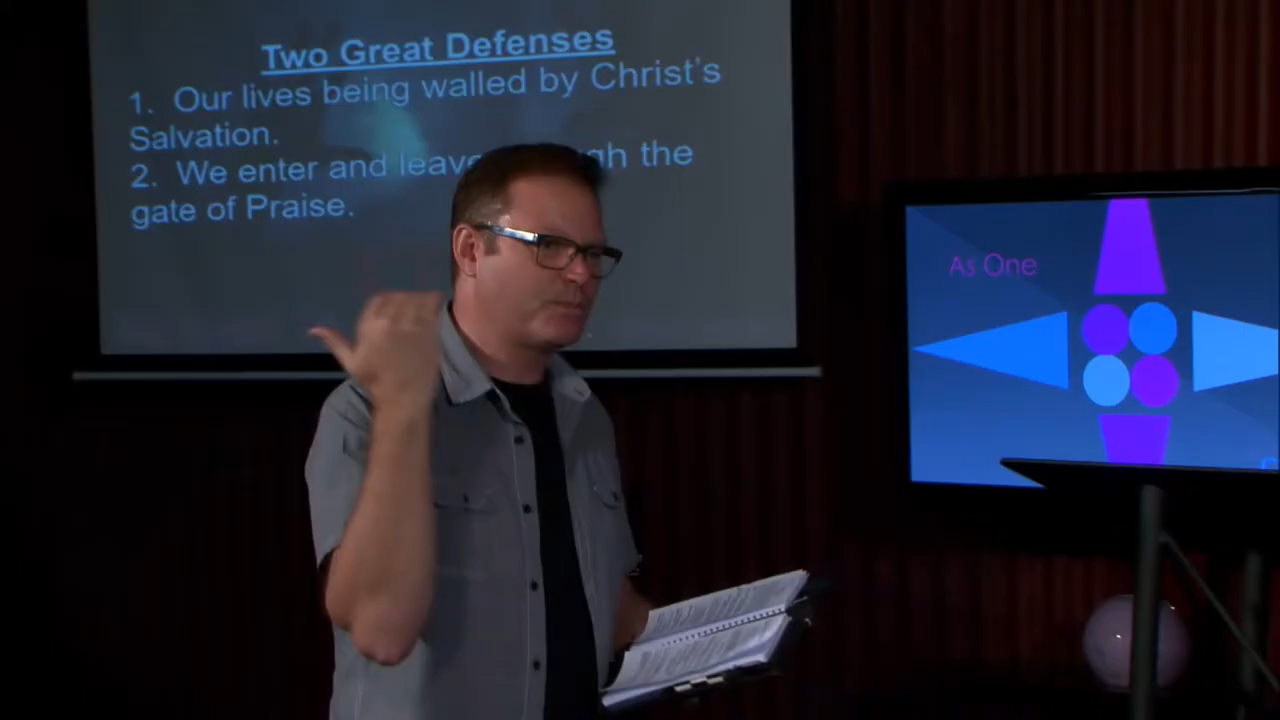 Two Great Defenses
1. Our lives being walled by Christ's
Salvation.
2. We enter and leave the
gate of Praise.
As One